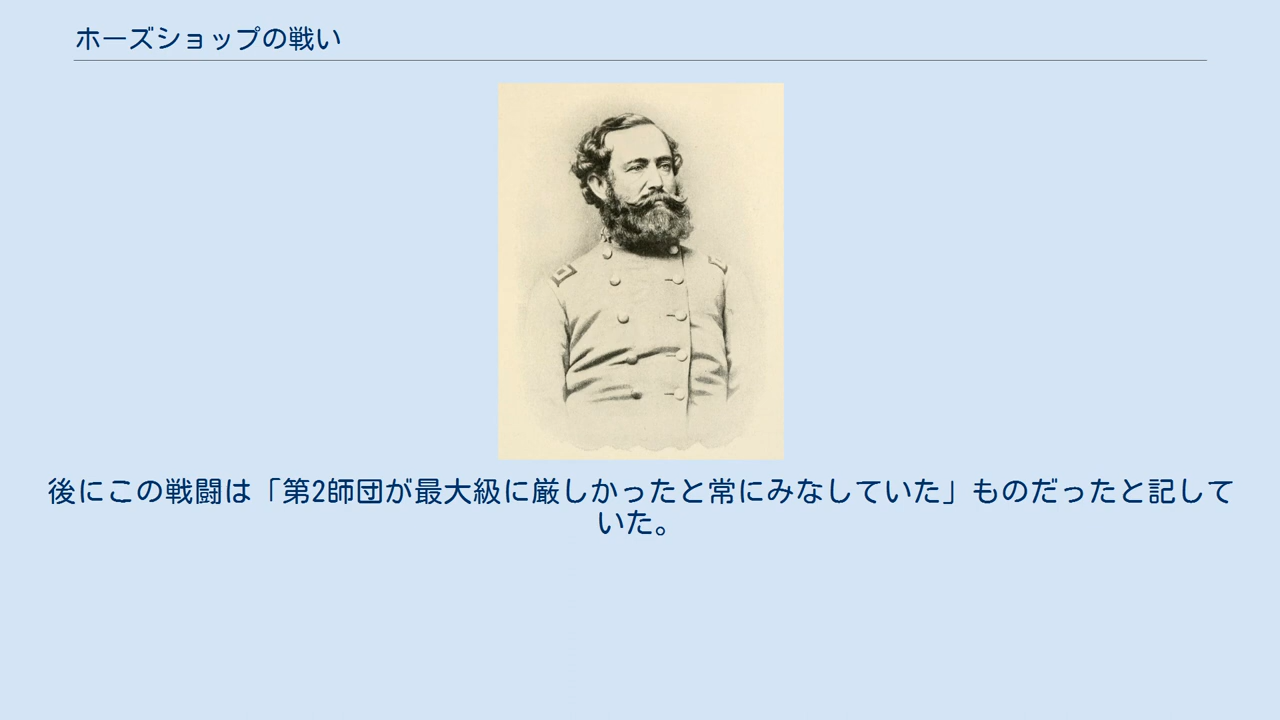 ホーズショップの戦い
後にこの戦闘は「第2師団が最大級に厳しかったと常にみなしていた」ものだったと記して
いた。